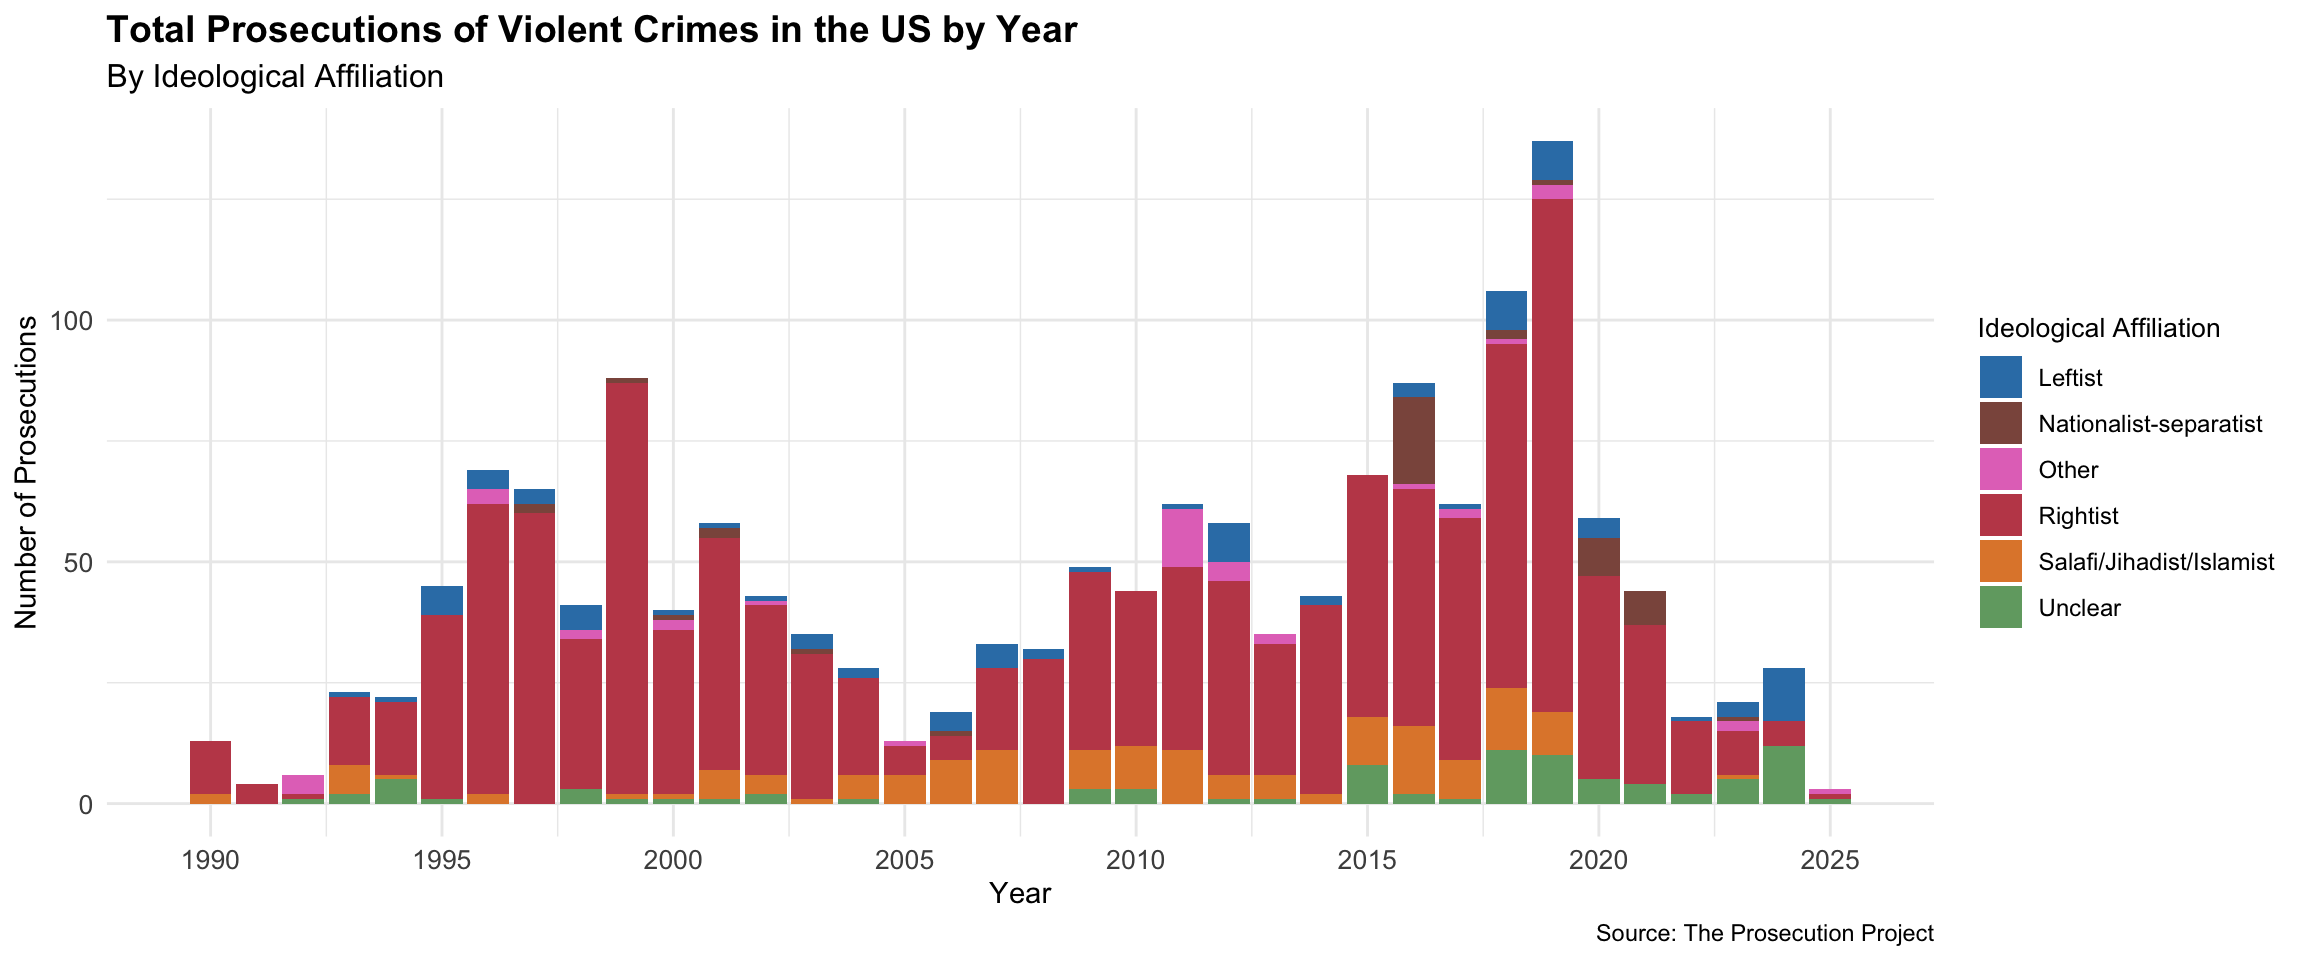 Total Prosecutions of Violent Crimes in the US by Year
By Ideological Affiliation
Number of Prosecutions
100
50
0
1990 1995 2000 2005 2010 2015 2020 2025
Year
Ideological Affiliation
Leftist
Nationalist-separatist
Other
Rightist
Salafi/Jihadist/Islamist
Unclear
Source: The Prosecution Project